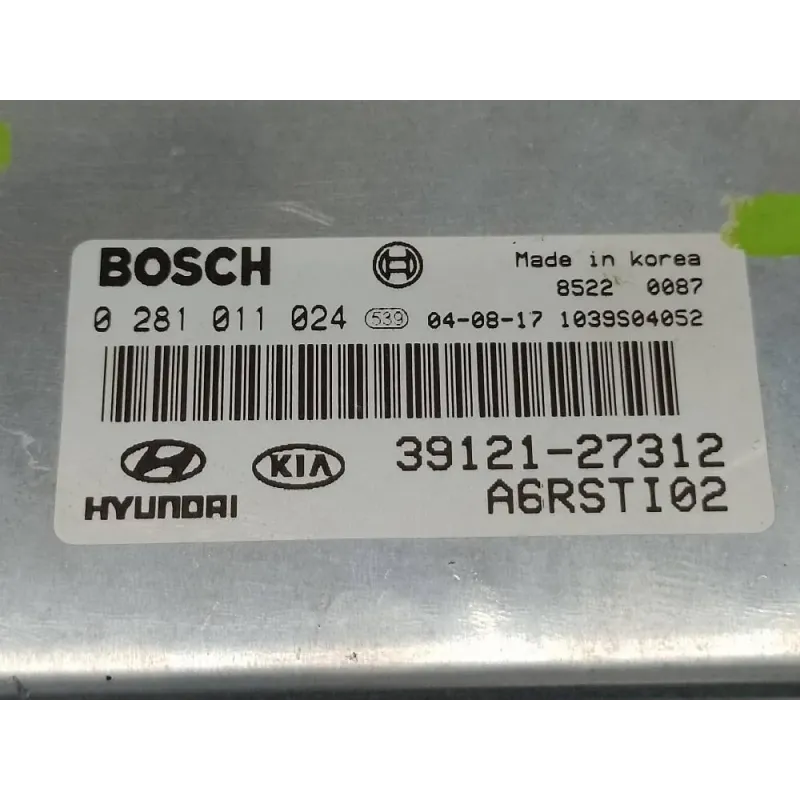 BOSCH Made in korea
8522 0087
0 281 011 024 539 04-08-17 1039S04052
HYUNDAI KIA 39121-27312
A6RSTI02